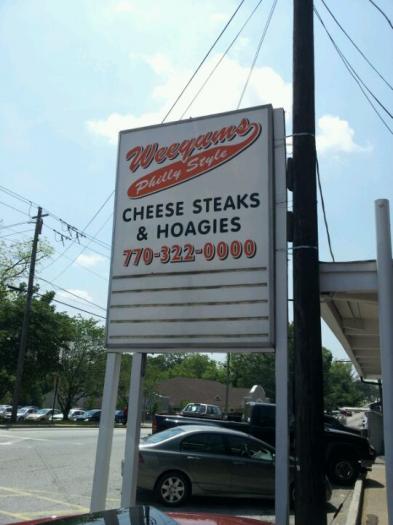 Weeyums
Philly Style
CHEESE STEAKS
& HOAGIES
770-322-0000